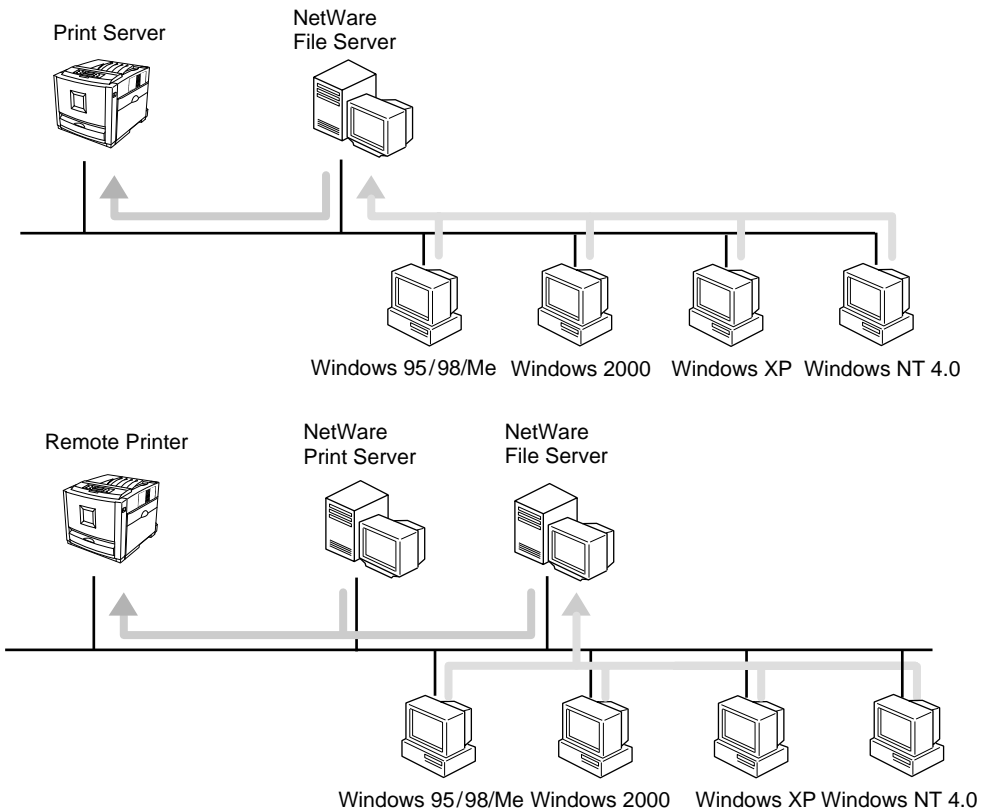 Print Server
NetWare
File Server
Windows 95/98/Me
Windows 2000
Windows XP
Windows NT 4.0
Remote Printer
NetWare
Print Server
NetWare
File Server
Windows 95/98/Me
Windows 2000
Windows XP
Windows NT 4.0